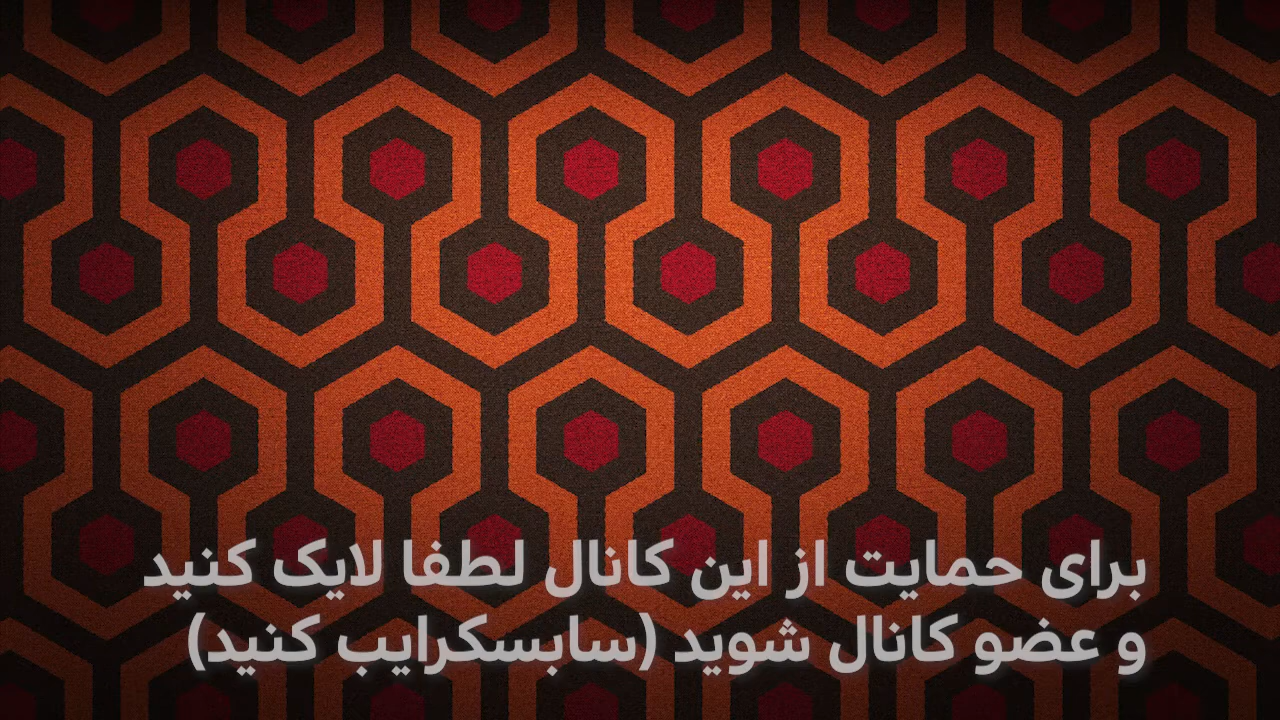 برای حمایت از این کانال لطفا لایک کنید
و عضو کانال شوید (سابسکرایب کنید)